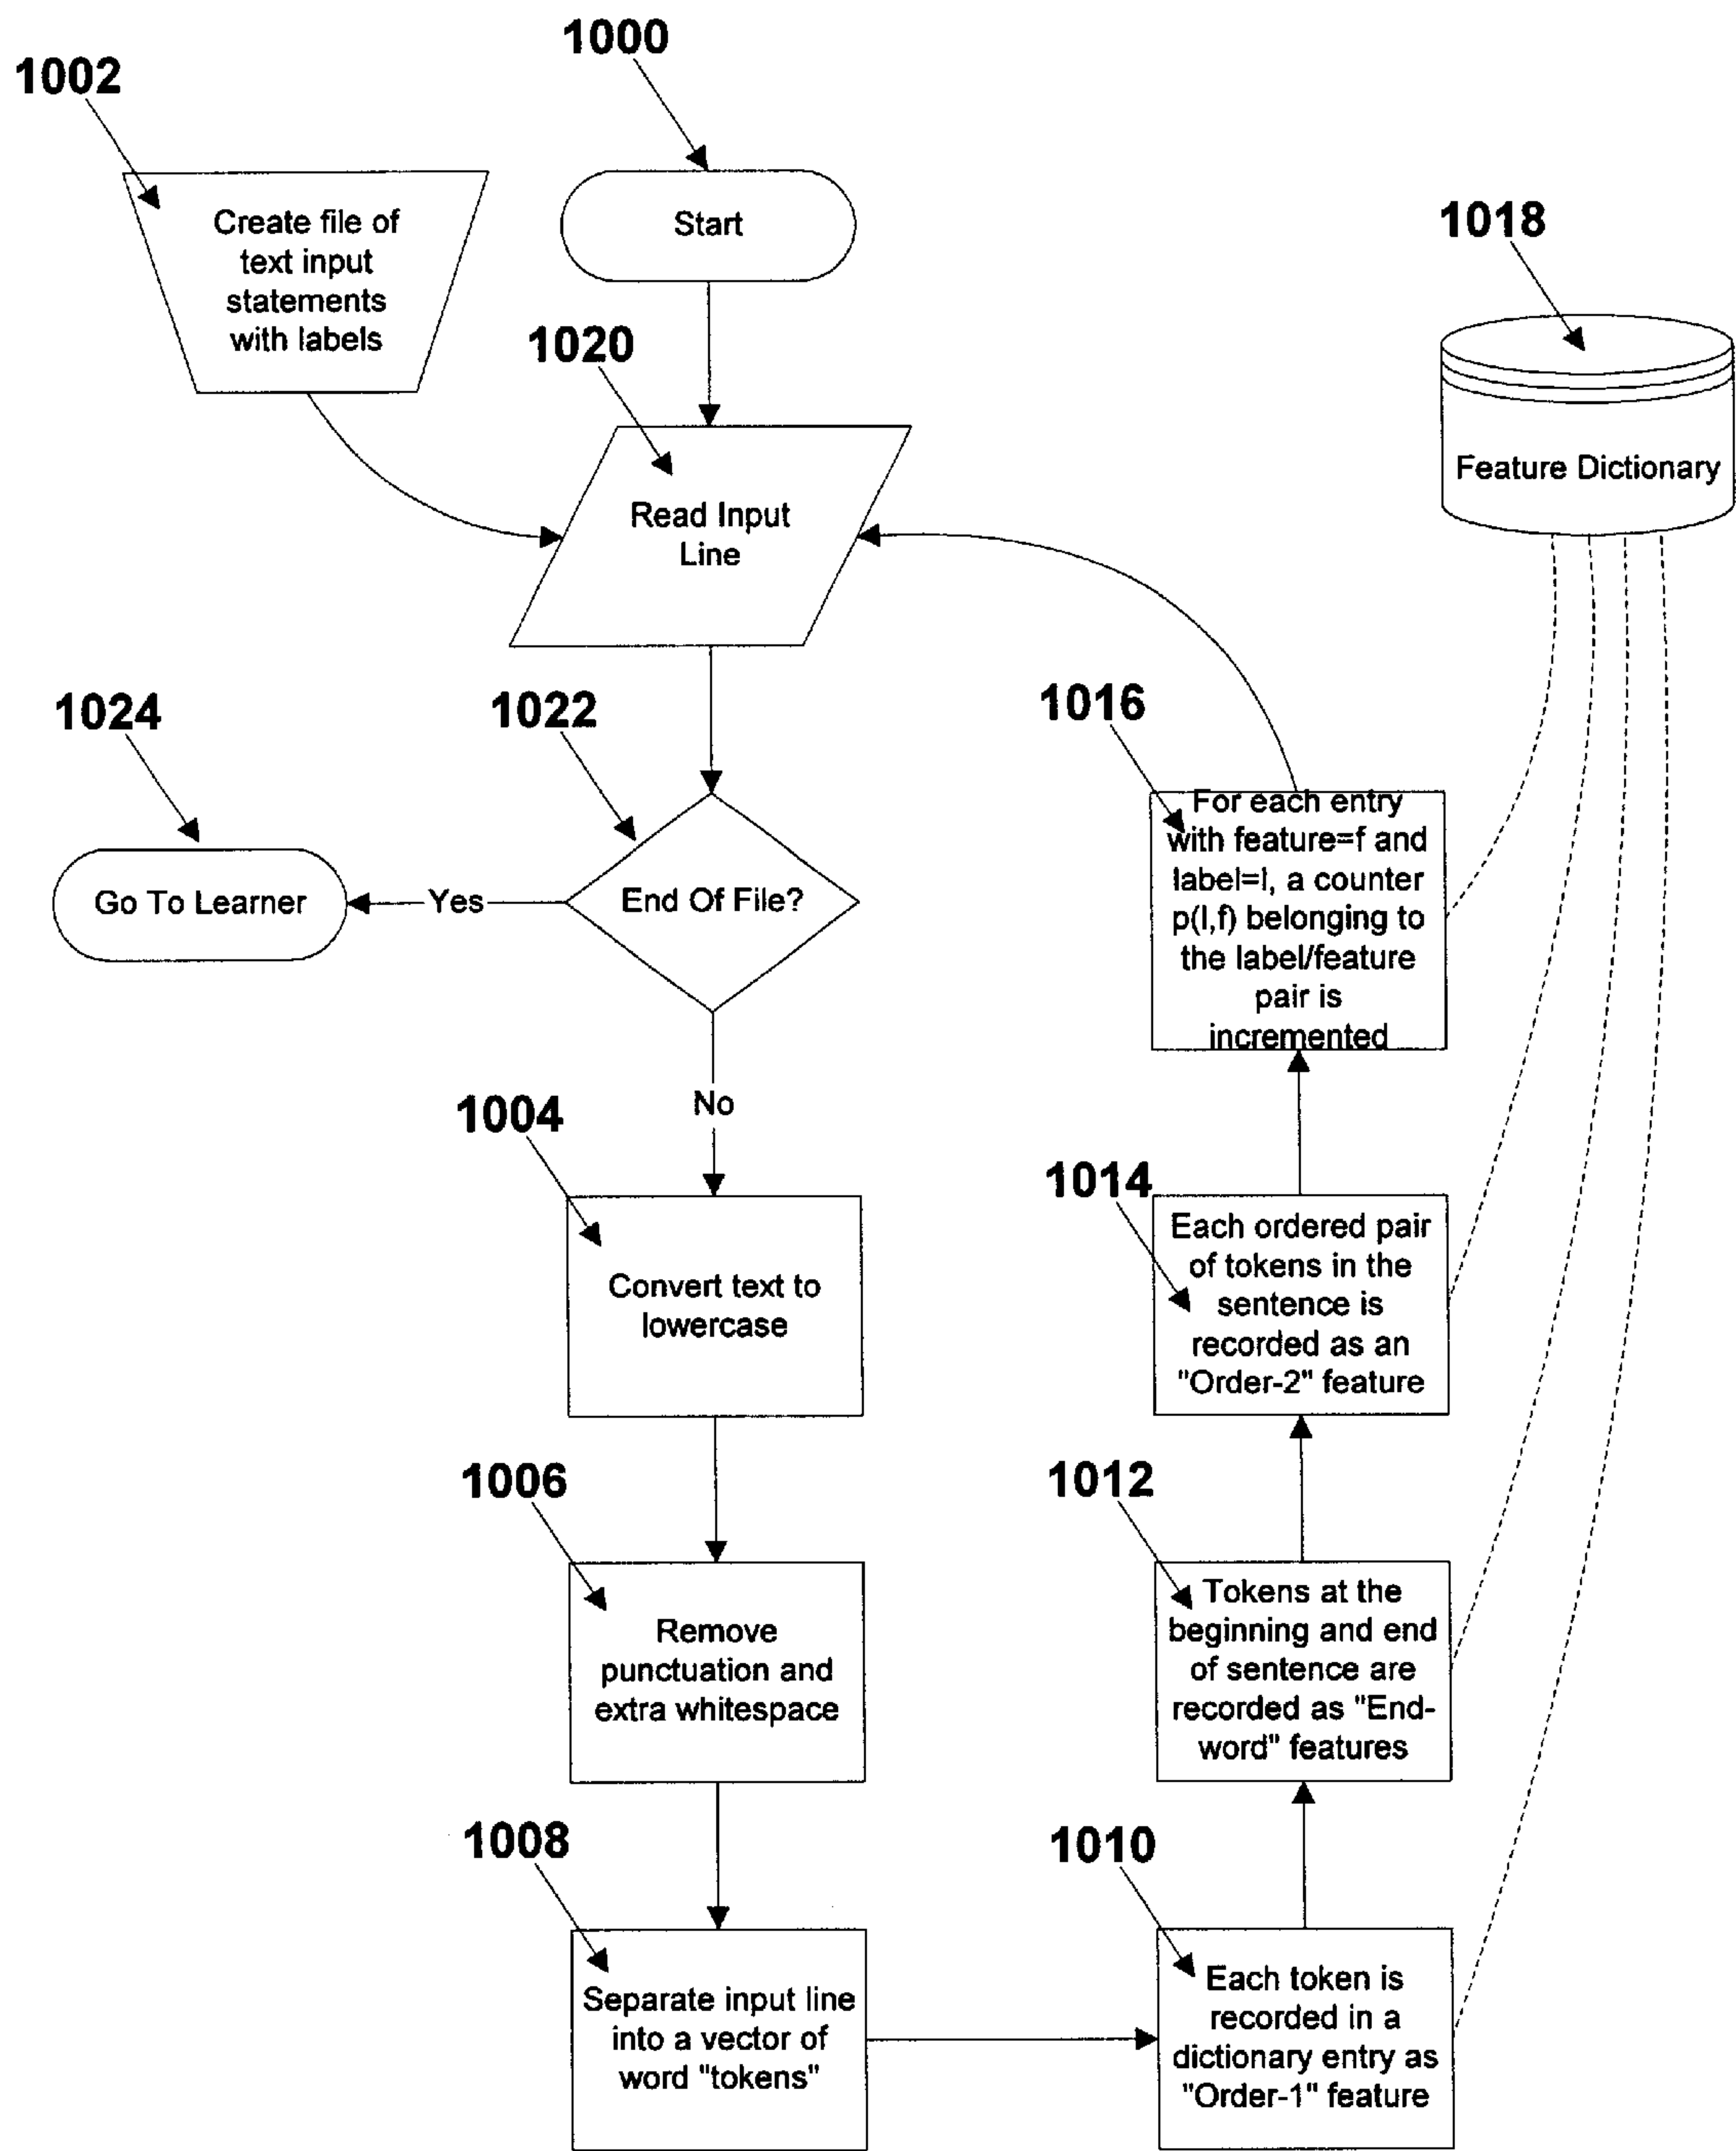 1000
1002
Start
Create file of
text input
statements
with labels
1018
1020
Feature Dictionary
Read Input
Line
1024
1022
1016
Go To Learner
Yes
End Of File?
For each entry
with feature=f and
label=l, a counter
p(l,f) belonging to
the label/feature
pair is
incremented
No
1004
Convert text to
lowercase
1014
Each ordered pair
of tokens in the
sentence is
recorded as an
"Order-2" feature
1006
Remove
punctuation and
extra whitespace
1012
Tokens at the
beginning and end
of sentence are
recorded as "End-
word" features
1008
Separate input line
into a vector of
word "tokens"
1010
Each token is
recorded in a
dictionary entry as
"Order-1" feature